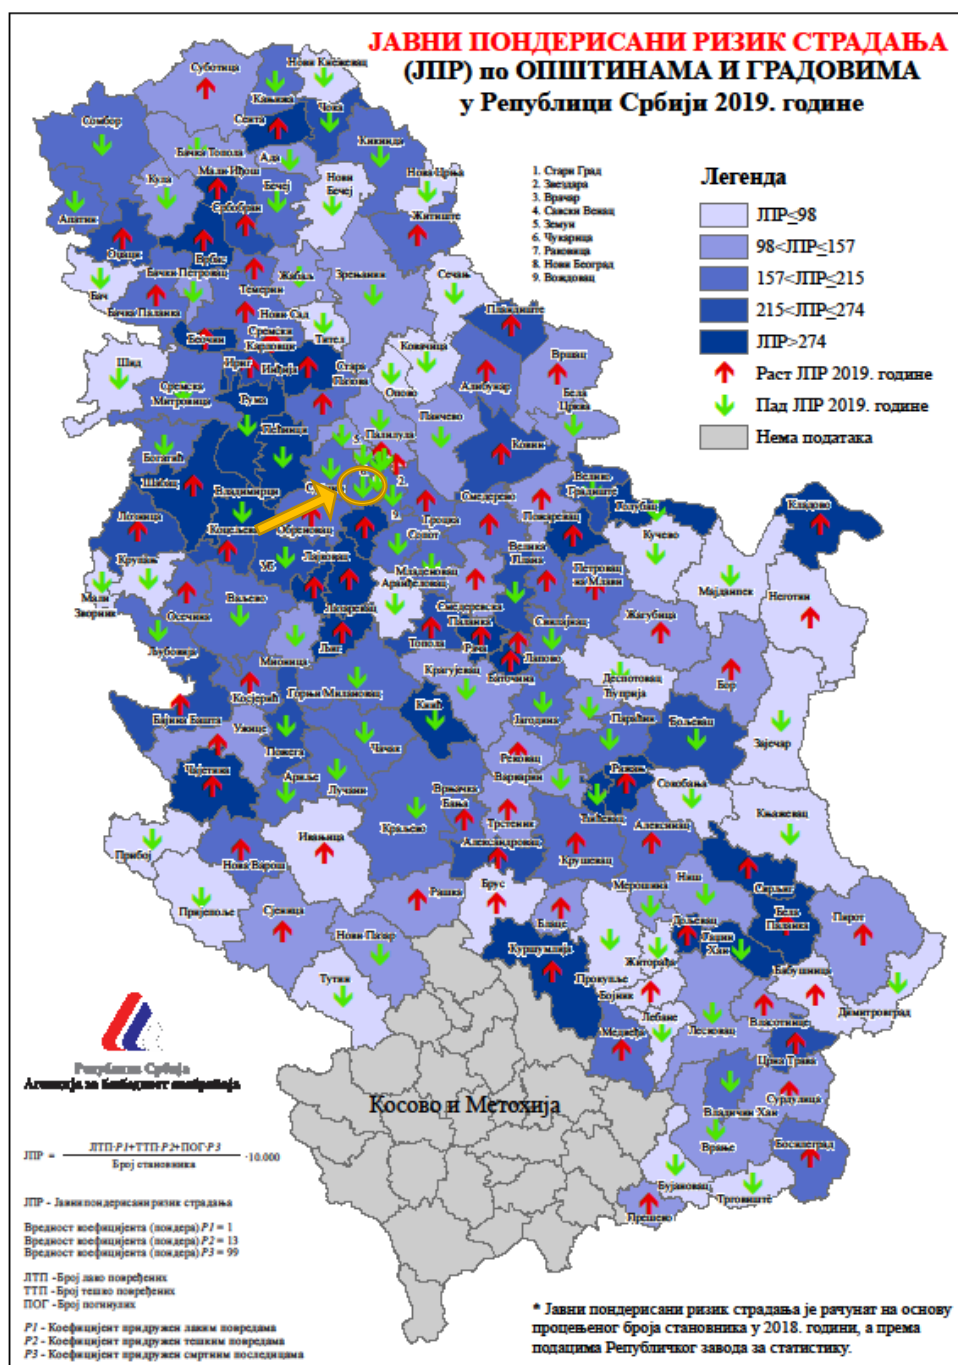 ЈАВНИ ПОНДЕРИСАНИ РИЗИК СТРАДАЊА
(ЈПР) по ОПШТИНАМА И ГРАДОВИМА
у Републици Србији 2019. године
1. Стари Град
2. Звездара
3. Врачар
4. Савски Венац
5. Земун
6. Чукарица
7. Раковица
8. Нови Београд
9. Вождовац
Легенда
ЈПР≤98
98<ЈПР≤157
157<ЈПР≤215
215<ЈПР≤274
ЈПР>274
Раст ЈПР 2019. године
Пад ЈПР 2019. године
Нема података
Суботица
Нови Кнежевац
Кањижа
Чока
Сента
Сомбор
Бачка Топола
Ада
Кикинда
Мали Иђош
Кула
Бечеј
Нови
Бечеј
Нова Црња
Србобран
Апатин
Житиште
Оџаци
Врбас
Бачки Петровац
Жабаљ
Зрењанин
Сечањ
Бач
Темерин
Бачка Паланка
Нови Сад
Пландиште
Беочин
Сремски
Карловци
Тител
Ковачица
Вршац
Шид
Ириг
Инђија
Стара
Пазова
Опово
Алибунар
Сремска
Митровица
Рума
Бела
Црква
Панчево
Пећинци
Палилула
5.
Ковин
Богатић
Шабац
Владимирци
2.
9.
Велико
Градиште
Голубац
Кладово
Лозница
Коцељева
Обреновац
Гроцка
Смедерево
Пожаревац
Кучево
Крупањ
Уб
Лајковац
Сопот
Велика
Плана
Петровац
на Млави
Мајданпек
Неготин
Мали
Зворник
Осечина
Ваљево
Лазаревац
Младеновац
Аранђеловац
Смедеревска
Паланка
Жагубица
Топола
Рача
Свилајнац
Љубовија
Мионица
Љиг
Лапово
Баточина
Крагујевац
Деспотовац
Бор
Косјерић
Горњи Милановац
Бајина Башта
Кнић
Јагодина
Ћуприја
Параћин
Бољевац
Зајечар
Ужице
Пожега
Чачак
Рековац
Чајетина
Ариље
Лучани
Варварин
Ражањ
Сокобања
Врњачка
Бања
Ћићевац
Књажевац
Прибој
Ивањица
Краљево
Трстеник
Алексинац
Нова Варош
Александровац
Крушевац
Пријепоље
Сјеница
Рашка
Брус
Мерошина
Ниш
Сврљиг
Блаце
Дољевац
Бела
Паланка
Пирот
Нови Пазар
Куршумлија
Гаџин
Хан
Тутин
Прокупље
Житорађа
Бабушница
Бојник
Димитровград
Лебане
Лесковац
Власотинце
Медвеђа
Црна Трава
Сурдулица
Владичин Хан
Врање
Босилеград
Бујановац
Трговиште
Прешево
Косово и Метохија
Република Србија
Агенција за безбедност саобраћаја
ЈПР = ЛТП·P1+ТТП·P2+ПОГ·P3 / Број становника ·10.000
ЈПР - Јавни пондерисани ризик страдања
Вредност коефицијента (пондера) P1 = 1
Вредност коефицијента (пондера) P2 = 13
Вредност коефицијента (пондера) P3 = 99
ЛТП - Број лако повређених
ТТП - Број тешко повређених
ПОГ - Број погинулих
P1 - Коефицијент придружен лаким повредама
P2 - Коефицијент придружен тешким повредама
P3 - Коефицијент придружен смртним последицама
* Јавни пондерисани ризик страдања је рачунат на основу
процењеног броја становника у 2018. години, а према
подацима Републичког завода за статистику.